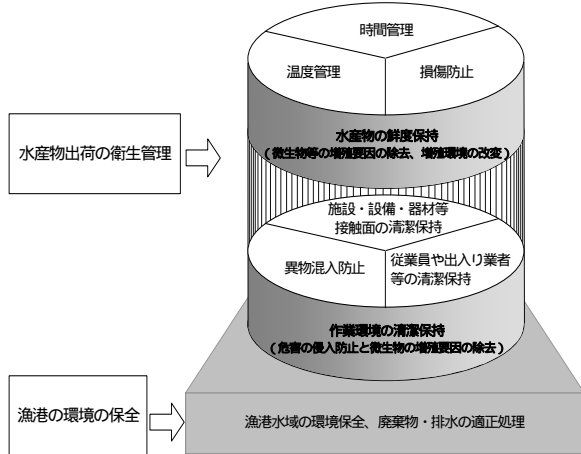 時間管理
温度管理
損傷防止
水産物の鮮度保持
(微生物等の増殖要因の除去、増殖環境の改変)
水産物出荷の衛生管理
施設・設備・器材等
接触面の清潔保持
異物混入防止
従業員や出入り業者
等の清潔保持
作業環境の清潔保持
(危害の侵入防止と微生物の増殖要因の除去)
漁港の環境の保全
漁港水域の環境保全、廃棄物・排水の適正処理